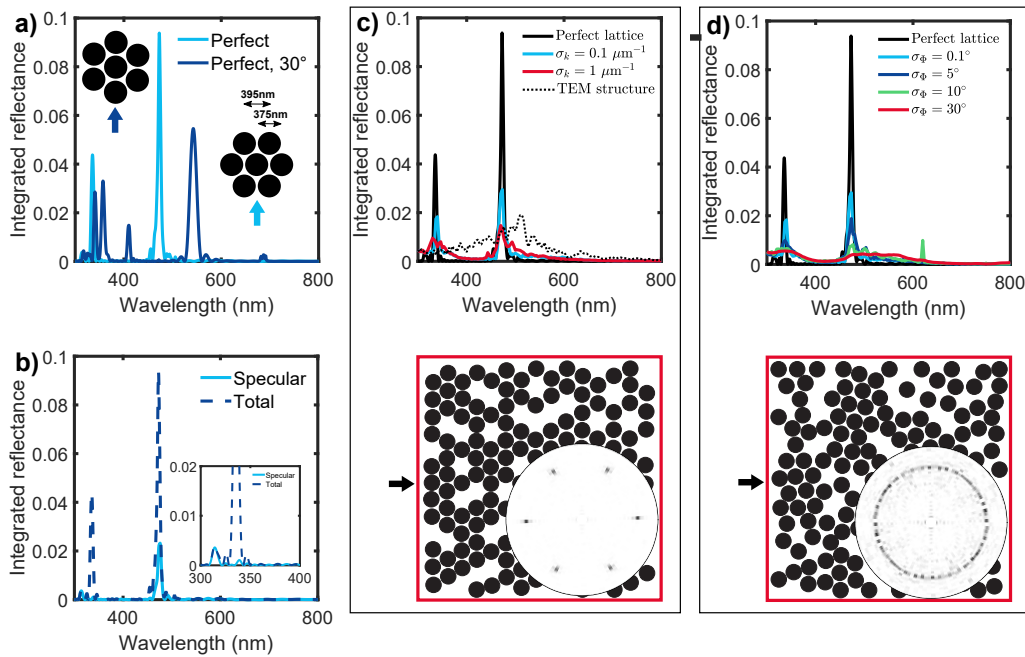 a)
0.1
0.08
0.06
0.04
0.02
0
Integrated reflectance
Perfect
Perfect, 30°
395nm
375nm
400
600
800
Wavelength (nm)
b)
0.1
0.08
0.06
0.04
0.02
0
Integrated reflectance
Specular
Total
0.02
0.01
0
300
350
400
Specular
Total
400
600
800
Wavelength (nm)
c)
0.1
0.08
0.06
0.04
0.02
0
Integrated reflectance
Perfect lattice
σk = 0.1 μm⁻¹
σk = 1 μm⁻¹
TEM structure
400
600
800
Wavelength (nm)
d)
0.1
0.08
0.06
0.04
0.02
0
Integrated reflectance
Perfect lattice
σΦ = 0.1°
σΦ = 5°
σΦ = 10°
σΦ = 30°
400
600
800
Wavelength (nm)